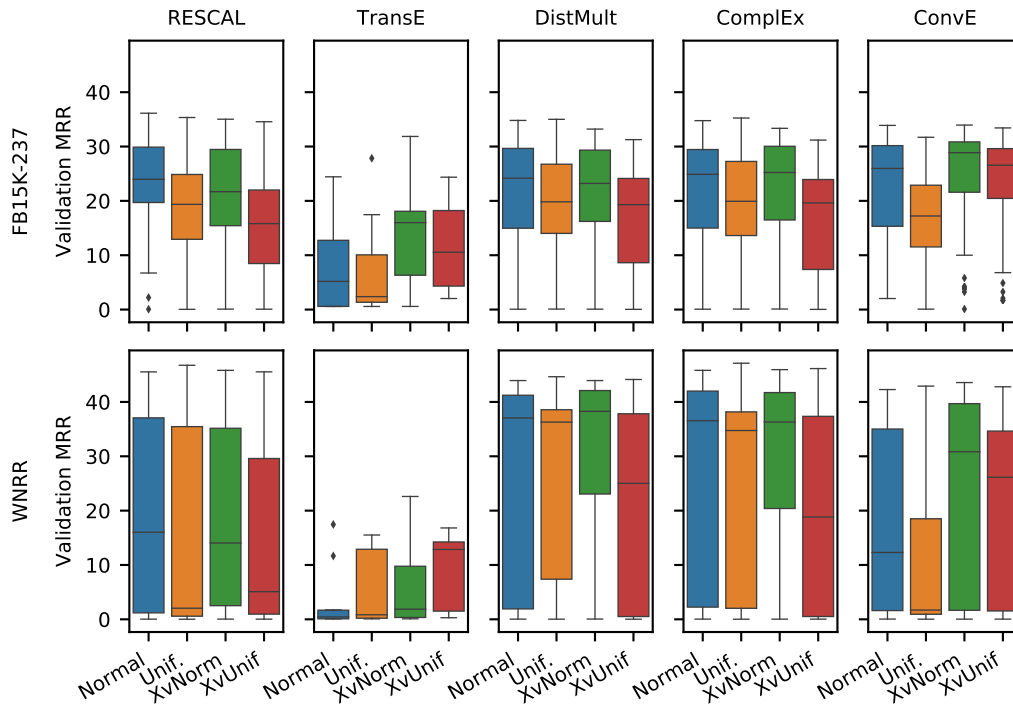 RESCAL TransE DistMult ComplEx ConvE
FB15K-237
Validation MRR
40
30
20
10
0
WNRR
Validation MRR
40
30
20
10
0
Normal Unif. XvNorm XvUnif Normal Unif. XvNorm XvUnif Normal Unif. XvNorm XvUnif Normal Unif. XvNorm XvUnif Normal Unif. XvNorm XvUnif